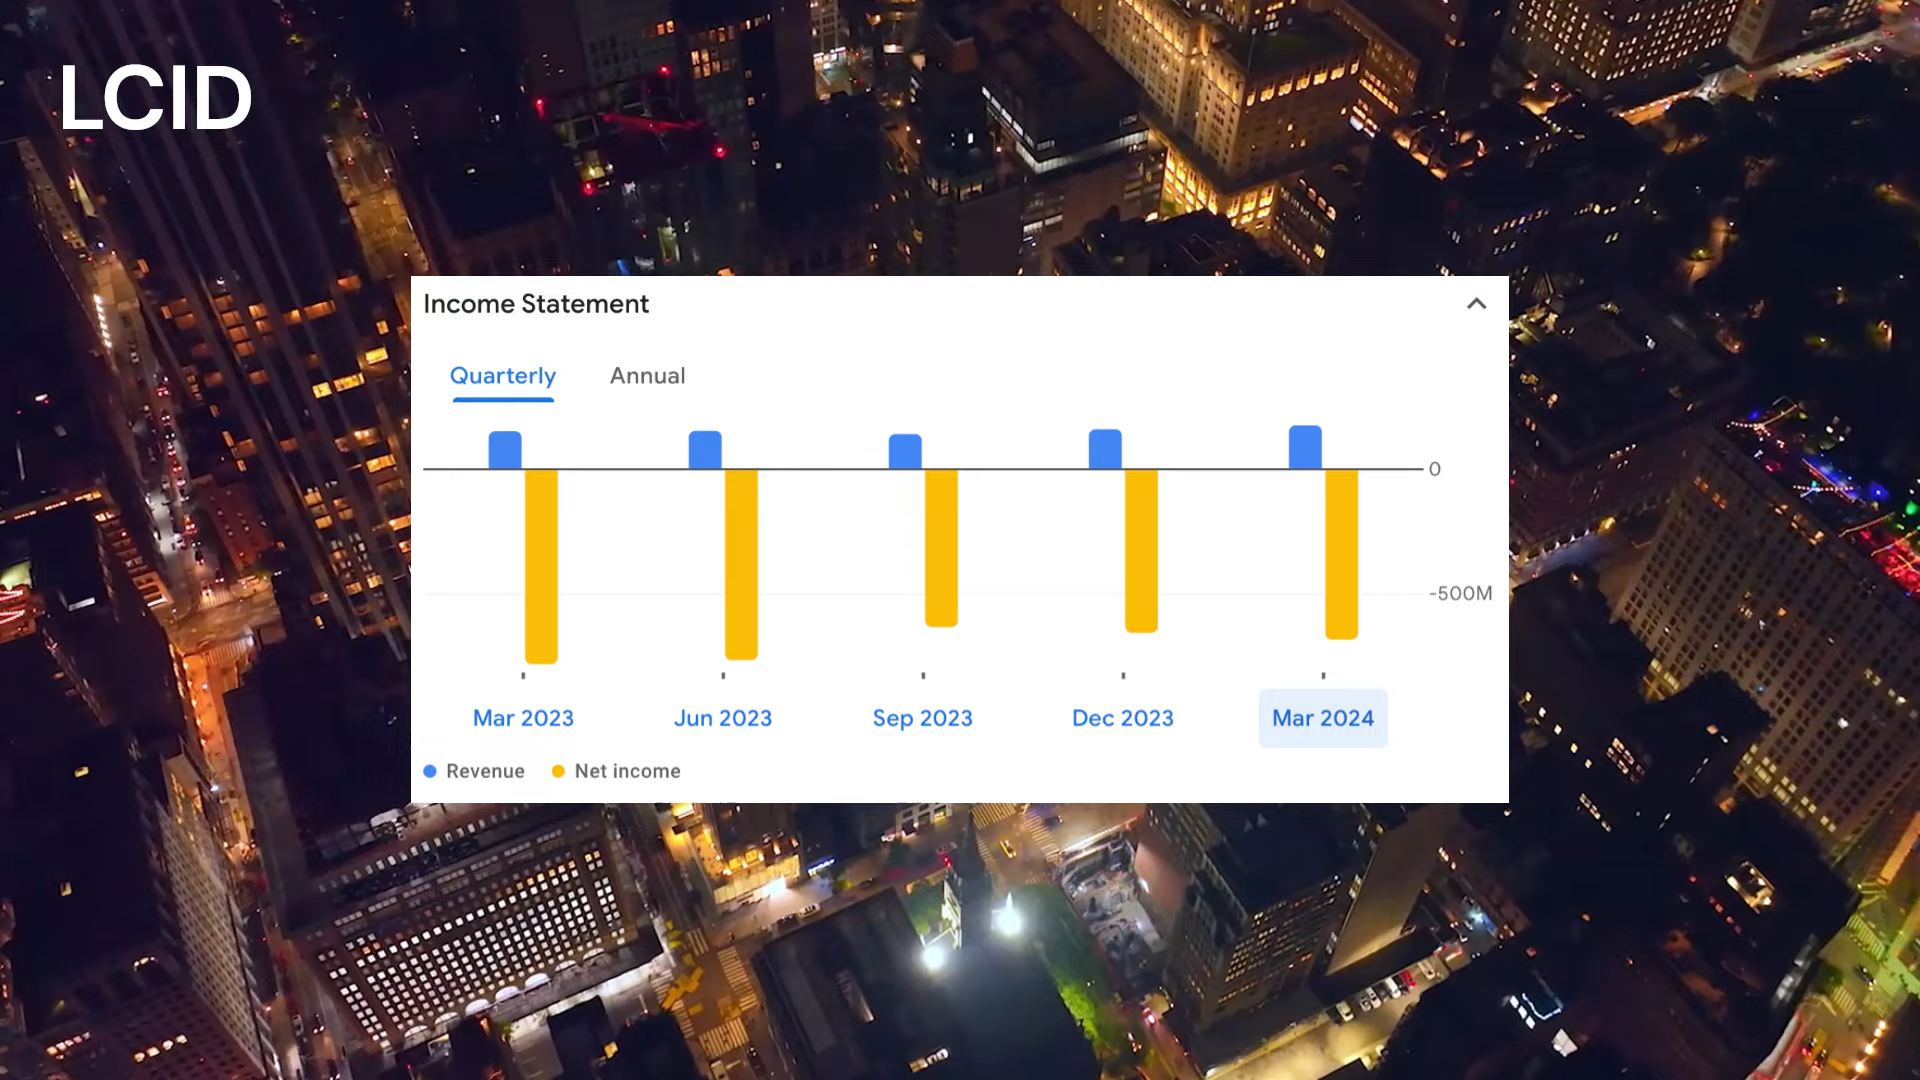 LCID
Income Statement
Quarterly Annual
0
-500M
Mar 2023 Jun 2023 Sep 2023 Dec 2023 Mar 2024
Revenue Net income